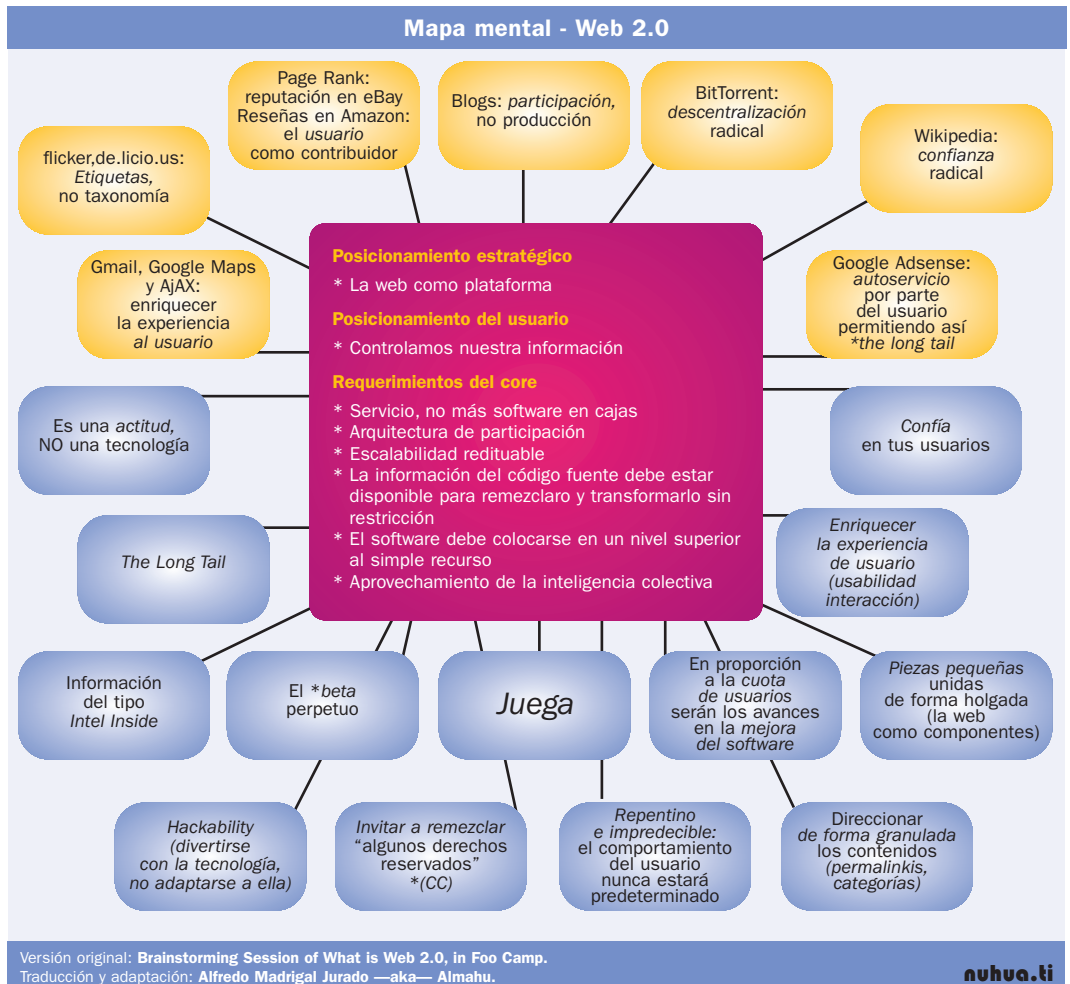 Mapa mental - Web 2.0
Page Rank:
reputación en eBay
Reseñas en Amazon:
el usuario
como contribuidor
Blogs: participación,
no producción
BitTorrent:
descentralización
radical
flicker,de.licio.us:
Etiquetas,
no taxonomía
Wikipedia:
confianza
radical
Gmail, Google Maps
y AjAX:
enriquecer
la experiencia
al usuario
Google Adsense:
autoservicio
por parte
del usuario
permitiendo así
*the long tail
Posicionamiento estratégico
* La web como plataforma
Posicionamiento del usuario
* Controlamos nuestra información
Requerimientos del core
* Servicio, no más software en cajas
* Arquitectura de participación
* Escalabilidad redituable
* La información del código fuente debe estar
disponible para remezclaro y transformarlo sin
restricción
* El software debe colocarse en un nivel superior
al simple recurso
* Aprovechamiento de la inteligencia colectiva
Es una actitud,
NO una tecnología
Confía
en tus usuarios
The Long Tail
Enriquecer
la experiencia
de usuario
(usabilidad
interacción)
Información
del tipo
Intel Inside
El *beta
perpetuo
Juega
En proporción
a la cuota
de usuarios
serán los avances
en la mejora
del software
Piezas pequeñas
unidas
de forma holgada
(la web
como componentes)
Hackability
(divertirse
con la tecnología,
no adaptarse a ella)
Invitar a remezclar
“algunos derechos
reservados”
*(CC)
Repentino
e impredecible:
el comportamiento
del usuario
nunca estará
predeterminado
Direccionar
de forma granulada
los contenidos
(permalinkis,
categorías)
Versión original: Brainstorming Session of What is Web 2.0, in Foo Camp.
Traducción y adaptación: Alfredo Madrigal Jurado —aka— Almahu.
nuhua.ti